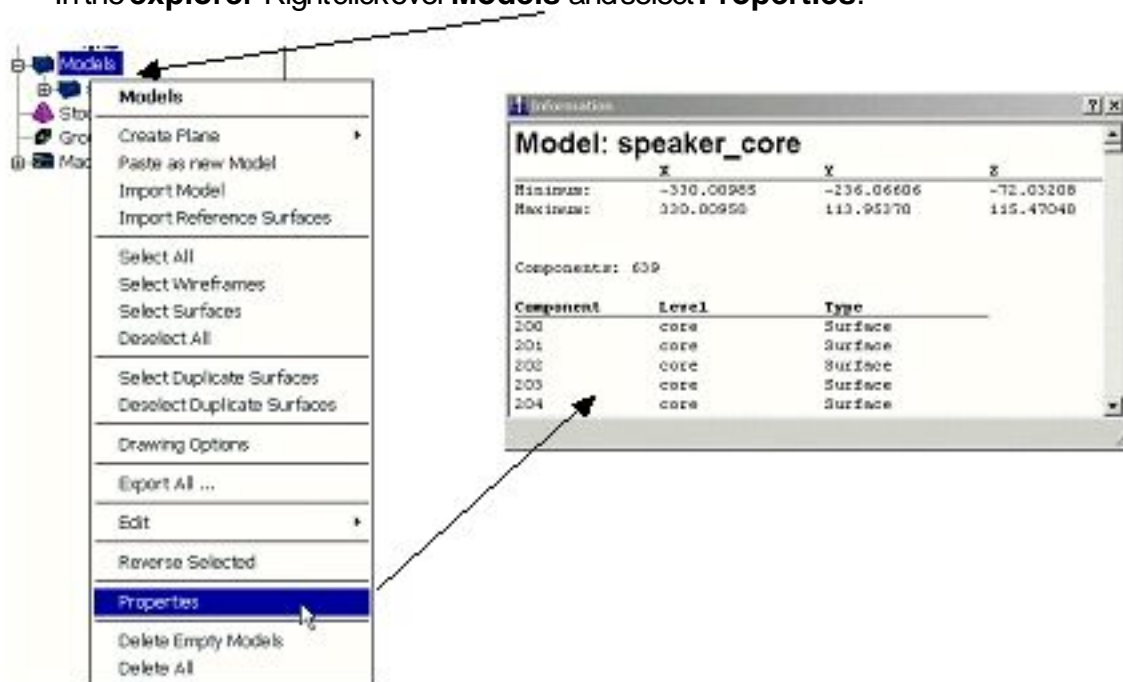 In the explorer Right click over Models and select Properties.
Models
Models
Create Plane
Paste as new Model
Import Model
Import Reference Surfaces
Select All
Select Wireframes
Select Surfaces
Deselect All
Select Duplicate Surfaces
Deselect Duplicate Surfaces
Drawing Options
Export All ...
Edit
Reverse Selected
Properties
Delete Empty Models
Delete All
Information
Model: speaker_core
X Y Z
Minimum: -330.00985 -236.06606 -72.03208
Maximum: 330.00950 113.95370 115.47040
Components: 639
Component Level Type
200 core Surface
201 core Surface
202 core Surface
203 core Surface
204 core Surface